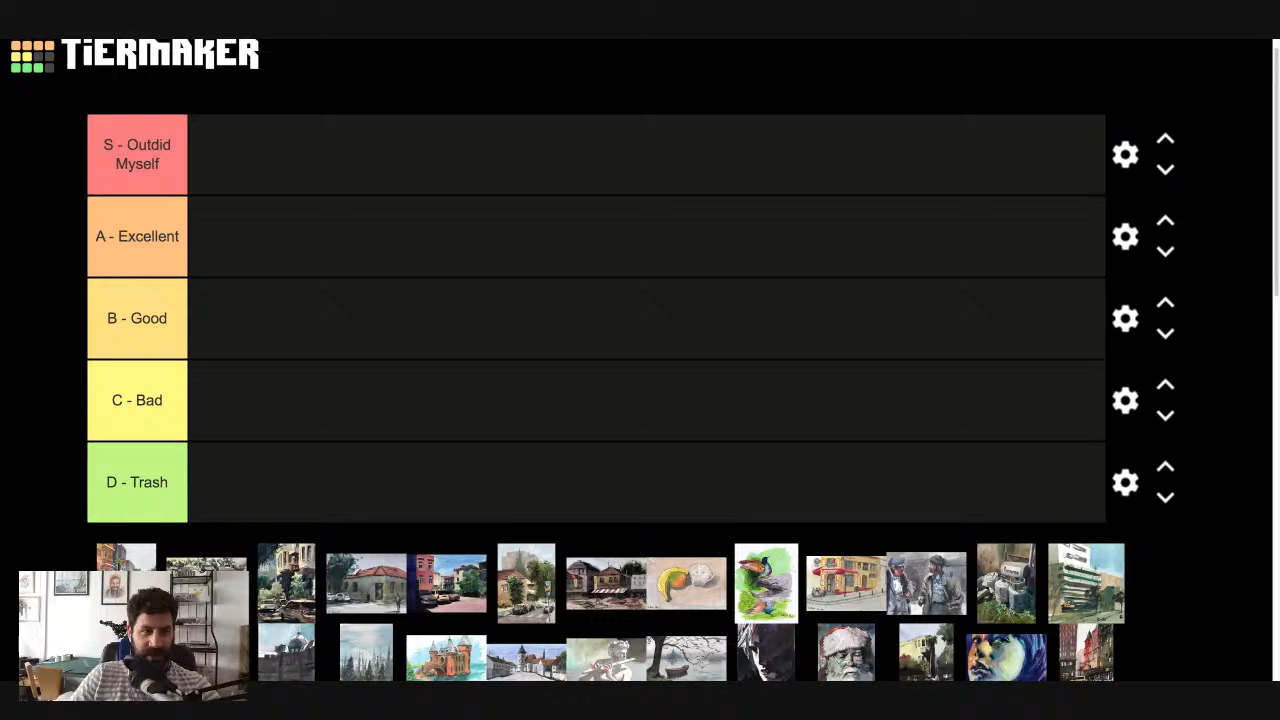 TiERMAKER
S - Outdid
Myself
A - Excellent
B - Good
C - Bad
D - Trash